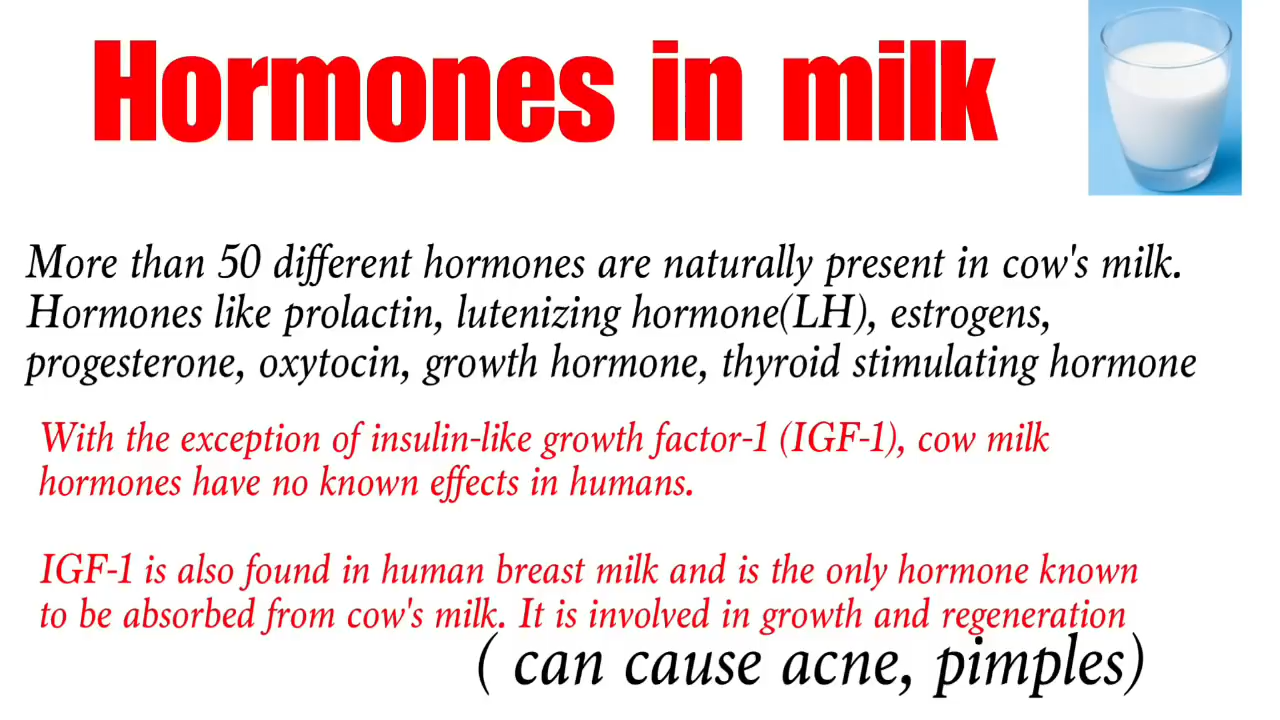 Hormones in milk
More than 50 different hormones are naturally present in cow's milk.
Hormones like prolactin, lutenizing hormone(LH), estrogens,
progesterone, oxytocin, growth hormone, thyroid stimulating hormone
With the exception of insulin-like growth factor-1 (IGF-1), cow milk
hormones have no known effects in humans.
IGF-1 is also found in human breast milk and is the only hormone known
to be absorbed from cow's milk. It is involved in growth and regeneration
( can cause acne, pimples)